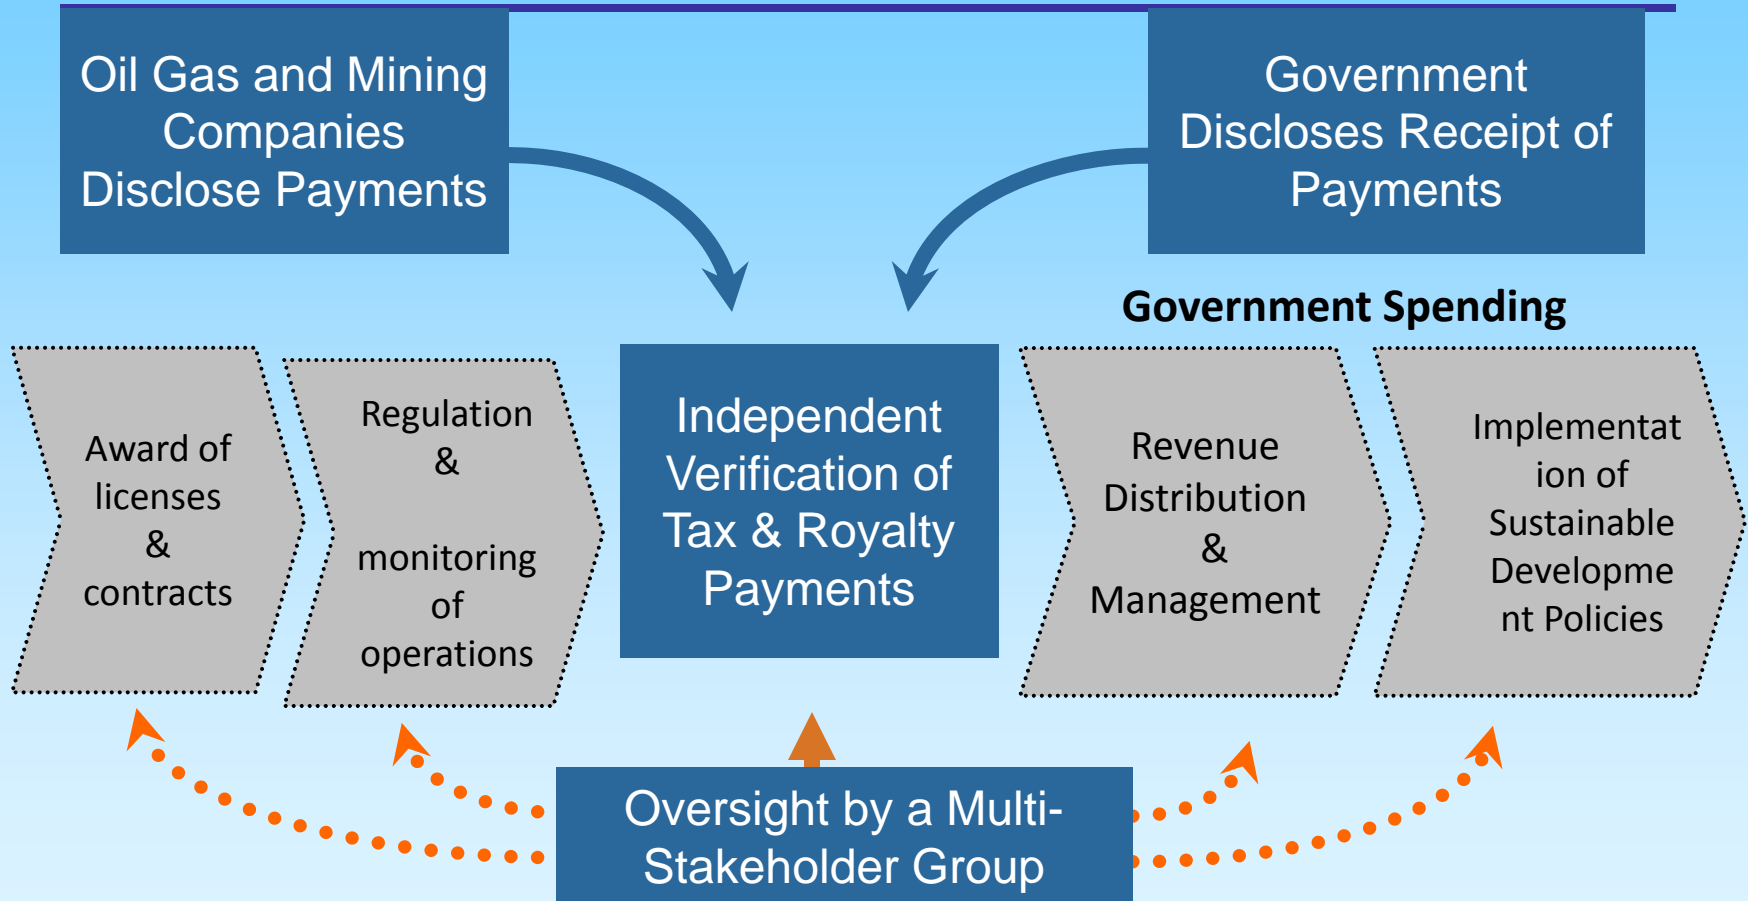 Oil Gas and Mining
Companies
Disclose Payments
Government
Discloses Receipt of
Payments
Government Spending
Award of
licenses
&
contracts
Regulation
&
monitoring
of
operations
Independent
Verification of
Tax & Royalty
Payments
Revenue
Distribution
&
Management
Implementat
ion of
Sustainable
Developme
nt Policies
Oversight by a Multi-
Stakeholder Group